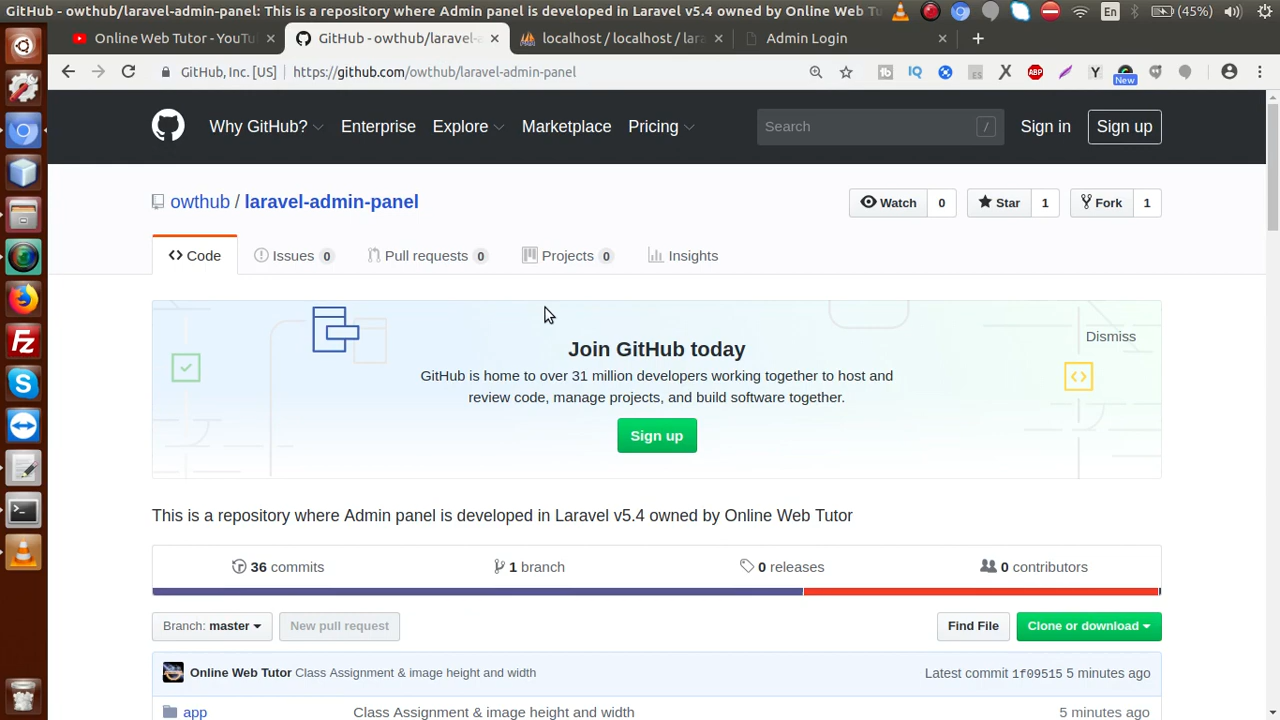 GitHub - owthub/laravel-admin-panel: This is a repository where Admin panel is developed in Laravel v5.4 owned by Online Web Tu
En
(45%)
Online Web Tutor - YouTu
GitHub - owthub/laravel-a
localhost / localhost / lara
Admin Login
GitHub, Inc. [US]
https://github.com/owthub/laravel-admin-panel
IQ
ES
X
ABP
Y
New
Why GitHub?
Enterprise
Explore
Marketplace
Pricing
Search
/
Sign in
Sign up
owthub / laravel-admin-panel
Watch 0
Star 1
Fork 1
Code
Issues 0
Pull requests 0
Projects 0
Insights
Join GitHub today
Dismiss
GitHub is home to over 31 million developers working together to host and
review code, manage projects, and build software together.
Sign up
This is a repository where Admin panel is developed in Laravel v5.4 owned by Online Web Tutor
36 commits
1 branch
0 releases
0 contributors
Branch: master
New pull request
Find File
Clone or download
Online Web Tutor Class Assignment & image height and width
Latest commit 1f09515 5 minutes ago
app
Class Assignment & image height and width
5 minutes ago